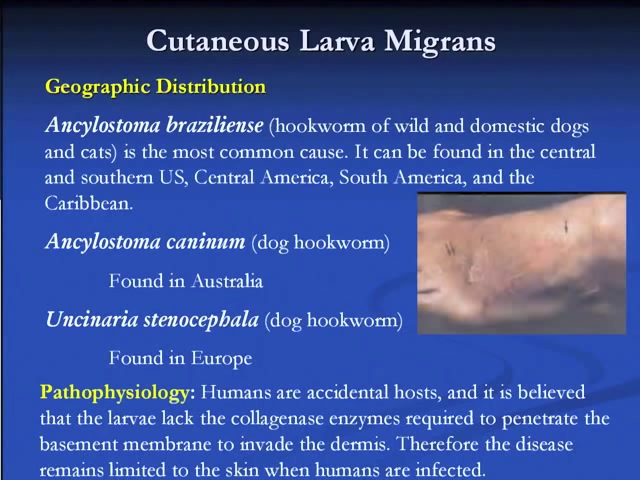 Cutaneous Larva Migrans
Geographic Distribution
Ancylostoma braziliense (hookworm of wild and domestic dogs
and cats) is the most common cause. It can be found in the central
and southern US, Central America, South America, and the
Caribbean.
Ancylostoma caninum (dog hookworm)
Found in Australia
Uncinaria stenocephala (dog hookworm)
Found in Europe
Pathophysiology: Humans are accidental hosts, and it is believed
that the larvae lack the collagenase enzymes required to penetrate the
basement membrane to invade the dermis. Therefore the disease
remains limited to the skin when humans are infected.